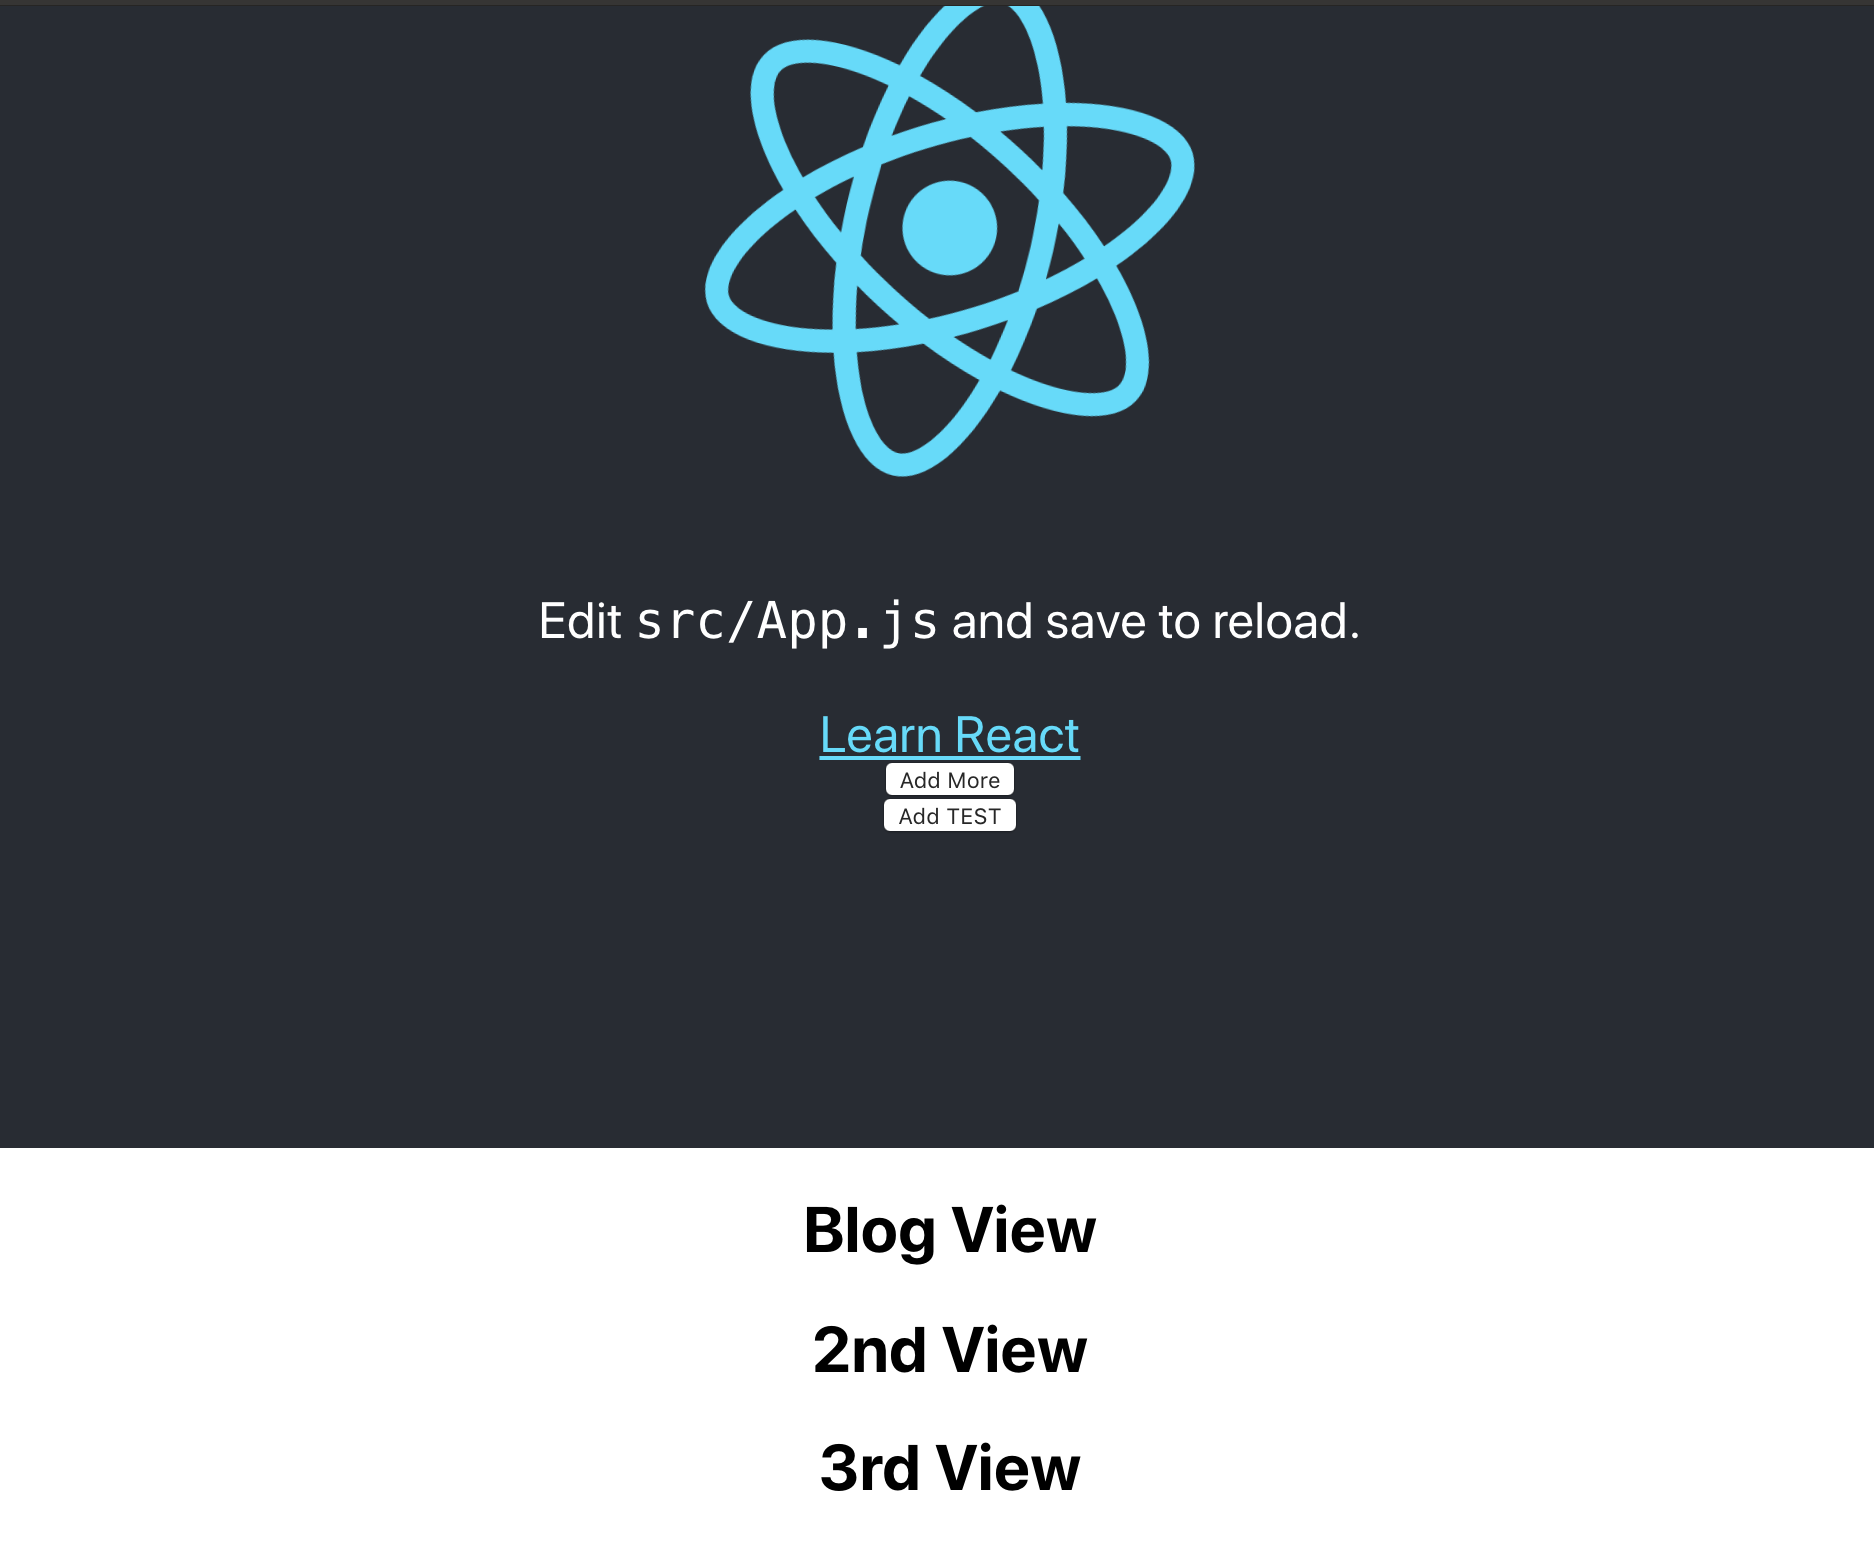 Edit src/App.js and save to reload.
Learn React
Add More
Add TEST
Blog View
2nd View
3rd View